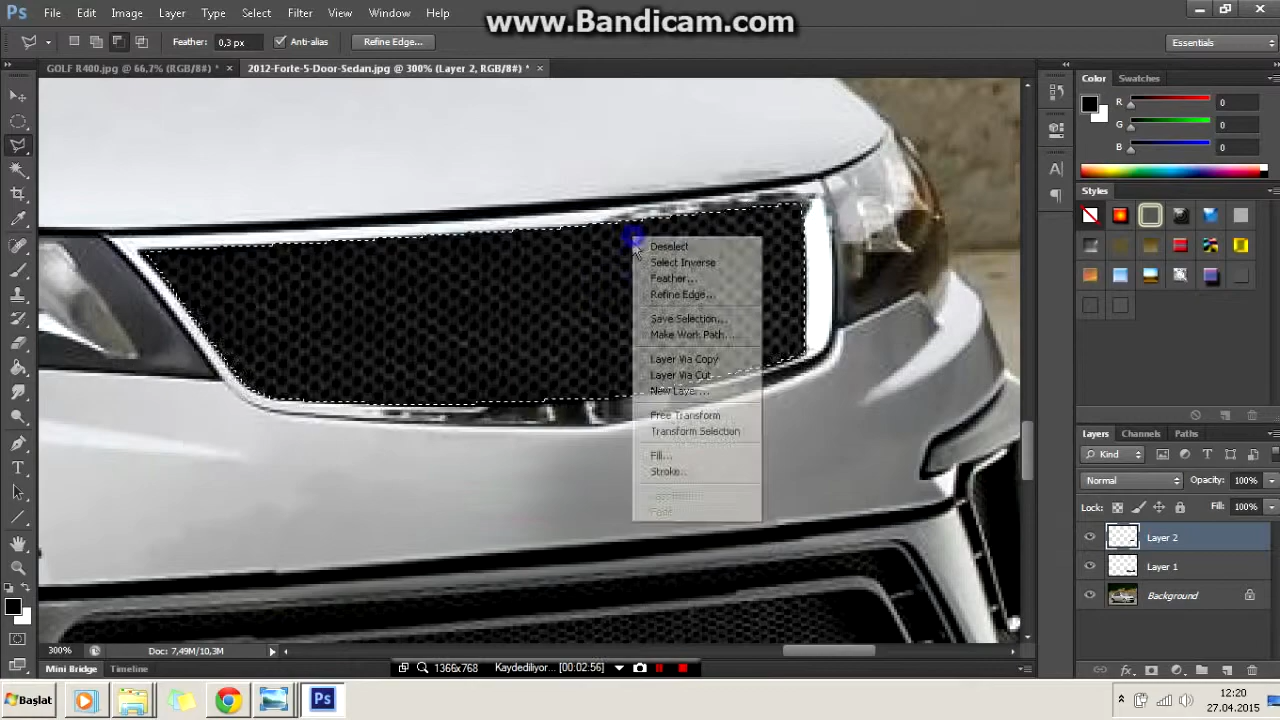 www.Bandicam.com
Ps File Edit Image Layer Type Select Filter View Window Help
Feather: 0,3 px Anti-alias Refine Edge... Essentials
GOLF R400.jpg @ 66,7% (RGB/8#) * × 2012-Forte-5-Door-Sedan.jpg @ 300% (Layer 2, RGB/8#) * ×
Color Swatches
R 0
G 0
B 0
Styles
Deselect
Select Inverse
Feather...
Refine Edge...
Save Selection...
Make Work Path...
Layer Via Copy
Layer Via Cut
New Layer...
Free Transform
Transform Selection
Fill...
Stroke...
Fade
Layers Channels Paths
Kind
Normal Opacity: 100%
Lock: Fill: 100%
Layer 2
Layer 1
Background
300% Doc: 7,49M/10,3M
Mini Bridge Timeline
1366x768 Kaydediliyor... [00:02:56]
Başlat Ps
12:20
27.04.2015